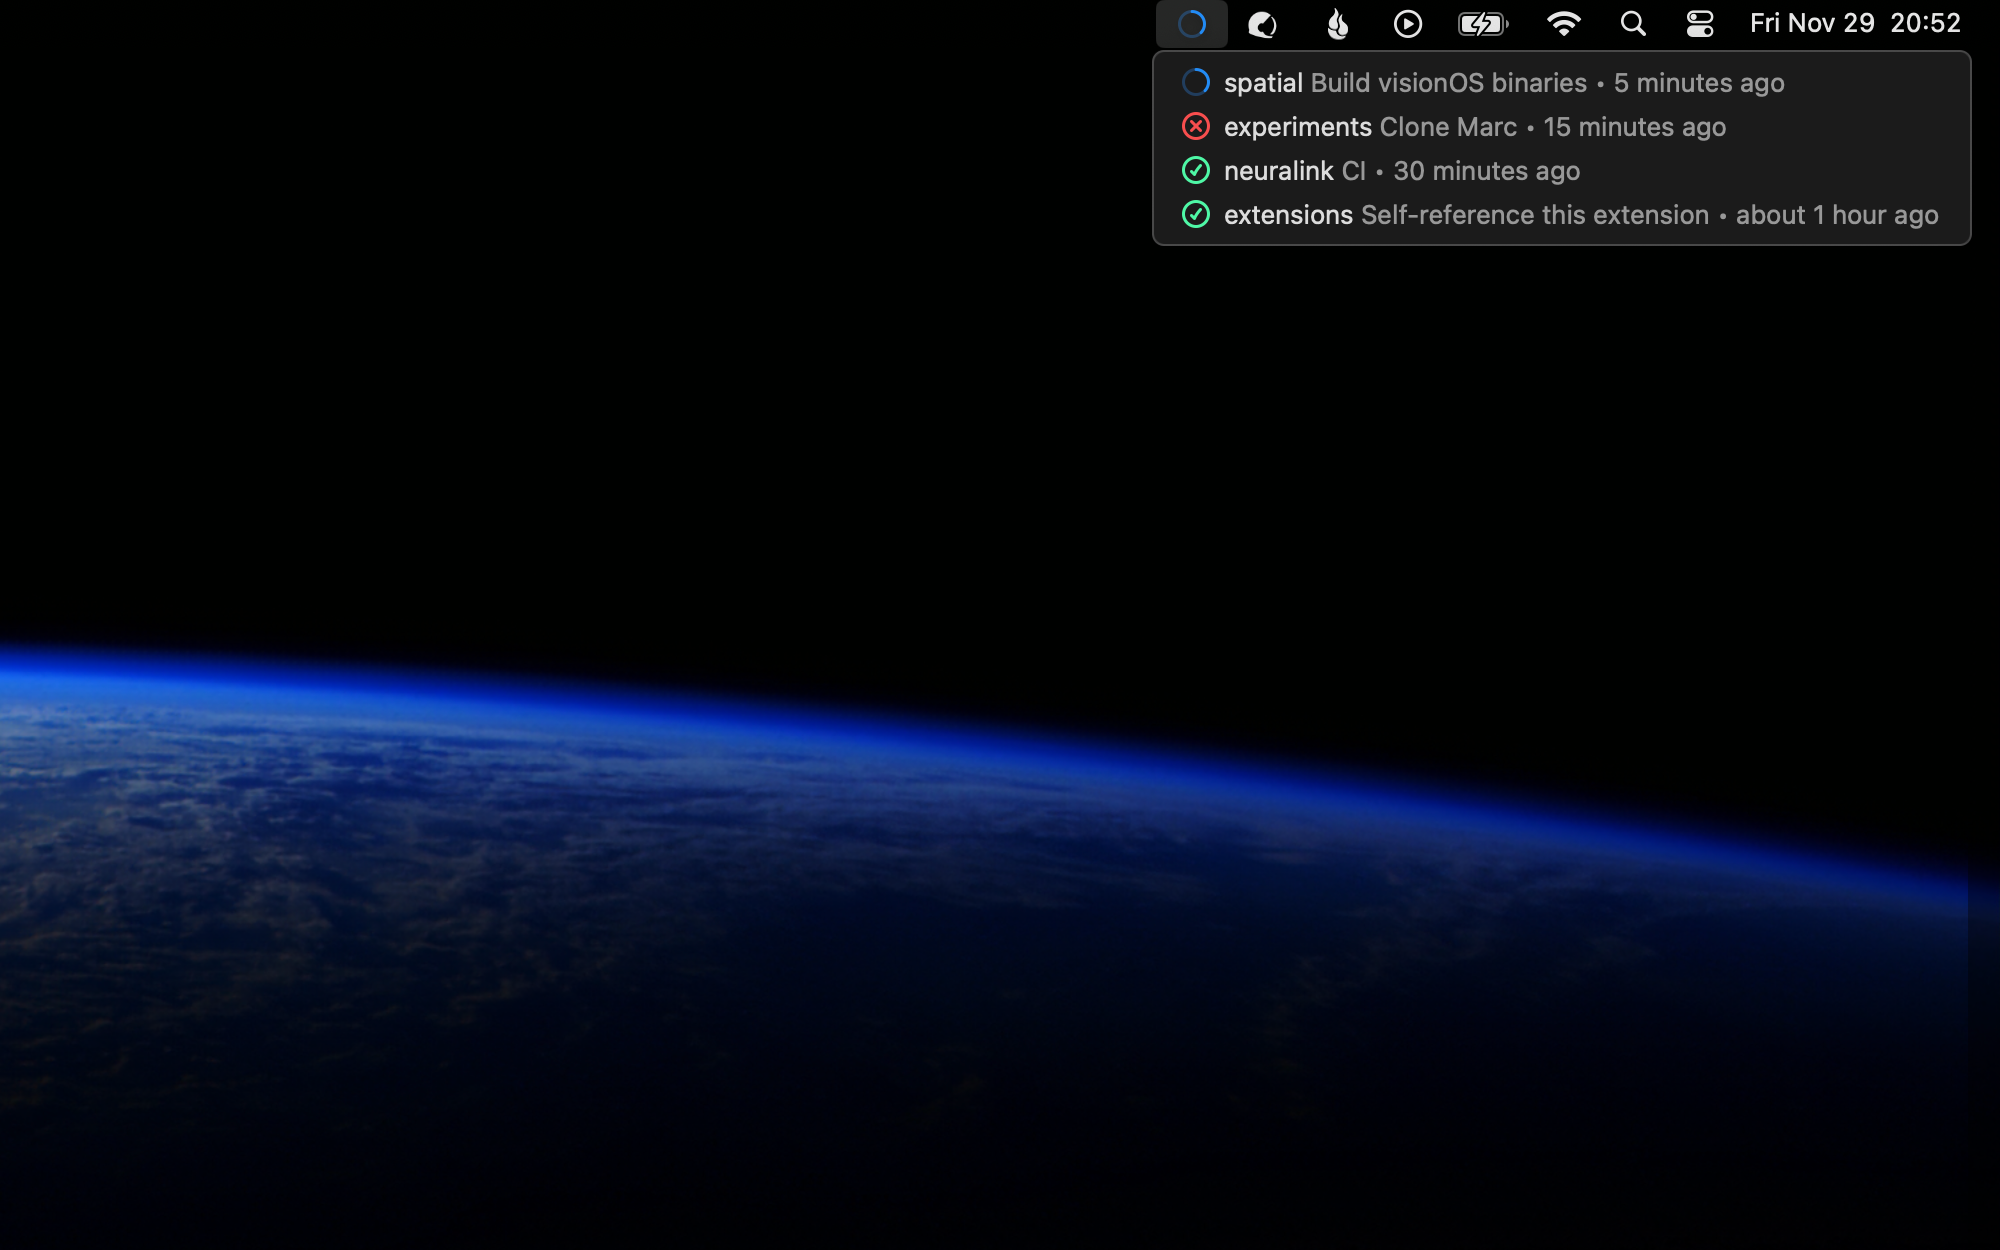 Fri Nov 29 20:52
spatial Build visionOS binaries • 5 minutes ago
experiments Clone Marc • 15 minutes ago
neuralink CI • 30 minutes ago
extensions Self-reference this extension • about 1 hour ago